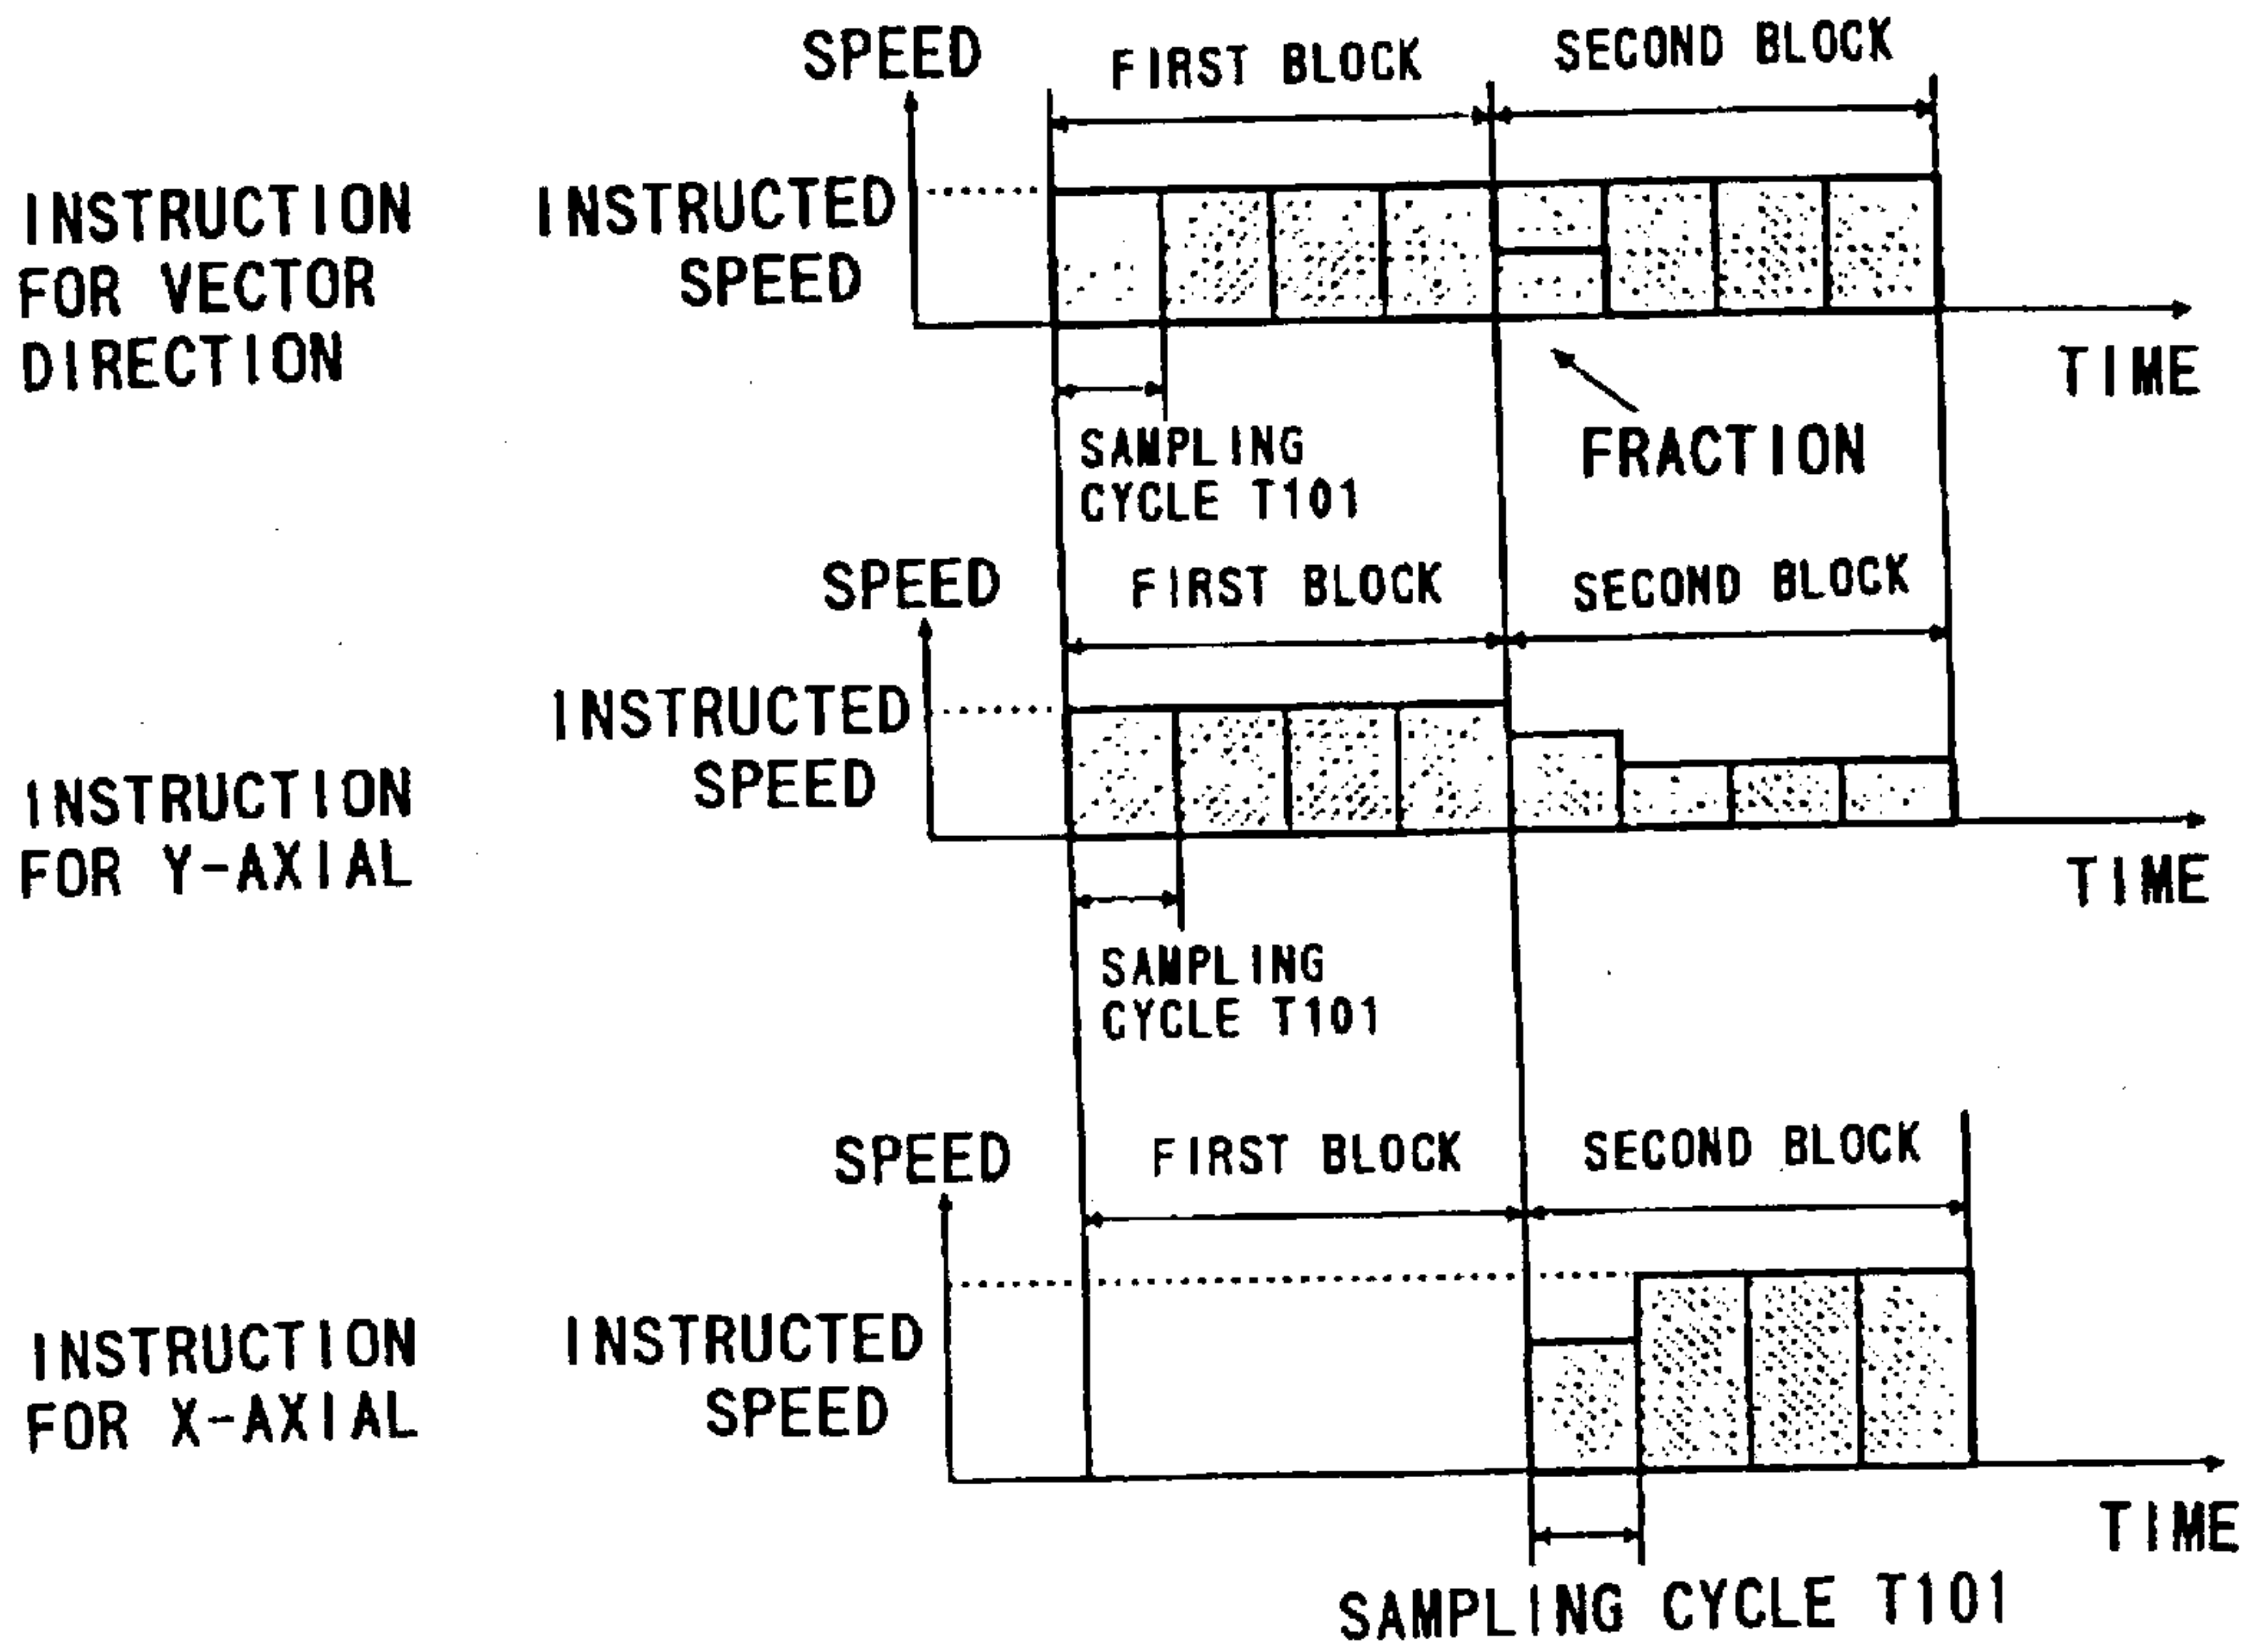 SPEED
FIRST BLOCK
SECOND BLOCK
INSTRUCTION
FOR VECTOR
DIRECTION
INSTRUCTED
SPEED
TIME
SAMPLING
CYCLE T101
FRACTION
SPEED
FIRST BLOCK
SECOND BLOCK
INSTRUCTED
SPEED
INSTRUCTION
FOR Y-AXIAL
TIME
SAMPLING
CYCLE T101
SPEED
FIRST BLOCK
SECOND BLOCK
INSTRUCTION
FOR X-AXIAL
INSTRUCTED
SPEED
TIME
SAMPLING CYCLE T101